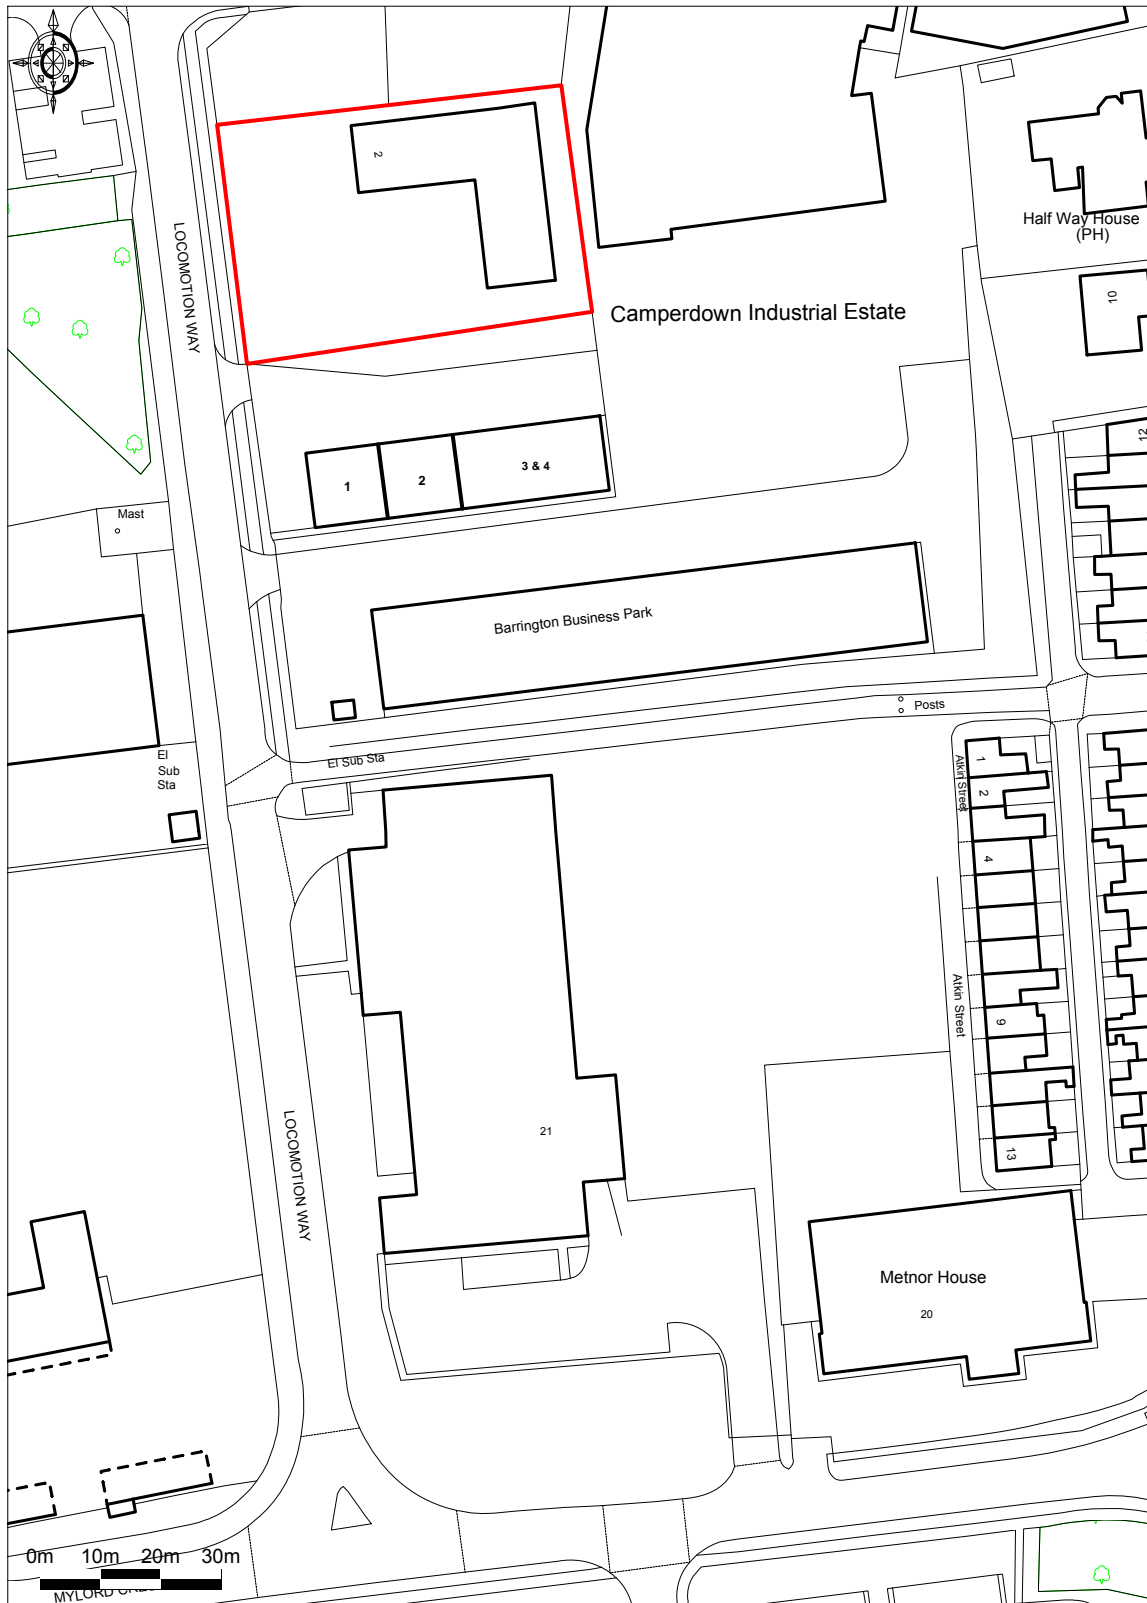 2
LOCOMOTION WAY
Half Way House
(PH)
10
Camperdown Industrial Estate
12
1
2
3 & 4
Mast
Barrington Business Park
Posts
El Sub Sta
El
Sub
Sta
1
2
Atkin Street
4
9
Atkin Street
13
21
LOCOMOTION WAY
Metnor House
20
0m 10m 20m 30m
MYLORD